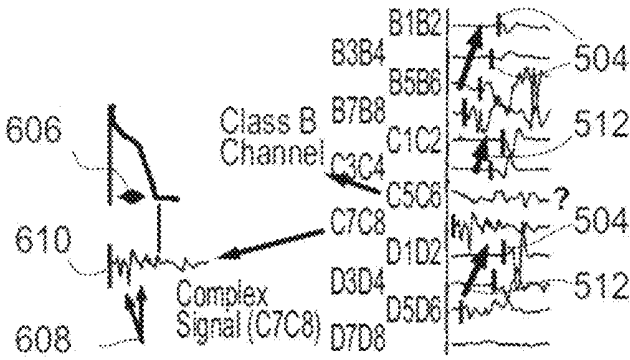 B1B2
B3B4
504
B5B6
606
Class B
Channel
B7B8
C1C2
512
C3C4
C5C6
?
C7C8
504
610
D1D2
Complex
Signal (C7C8)
D3D4
512
D5D6
608
D7D8